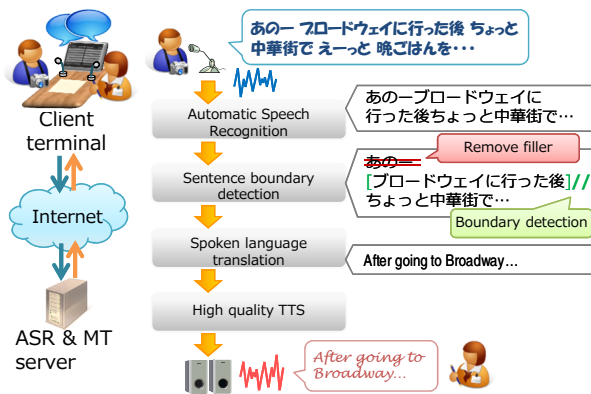 あのー ブロードウェイに行った後 ちょっと
中華街で えーっと 晩ごはんを・・・
Client
terminal
Internet
ASR & MT
server
Automatic Speech
Recognition
あのーブロードウェイに
行った後ちょっと中華街で…
Sentence boundary
detection
Remove filler
あのー
[ブロードウェイに行った後]//
ちょっと中華街で…
Boundary detection
Spoken language
translation
After going to Broadway...
High quality TTS
After going to
Broadway...